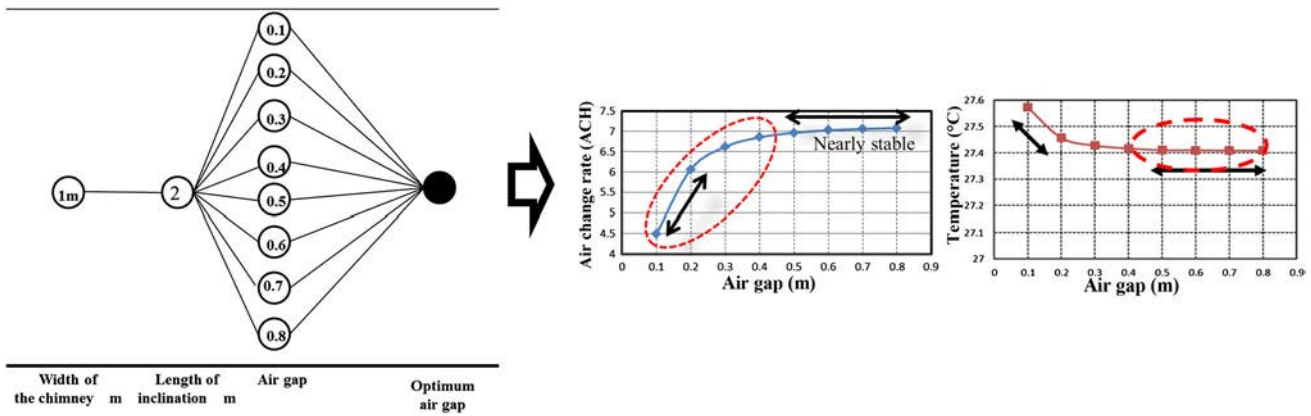 0.1
0.2
0.3
0.4
1m
2
0.5
0.6
0.7
0.8
Width of
the chimney m
Length of
inclination m
Air gap
Optimum
air gap
Air change rate (ACH)
7.5
7
6.5
6
5.5
5
4.5
4
Nearly stable
0 0.1 0.2 0.3 0.4 0.5 0.6 0.7 0.8 0.9
Air gap (m)
Temperature (°C)
27.6
27.5
27.4
27.3
27.2
27.1
27
0 0.1 0.2 0.3 0.4 0.5 0.6 0.7 0.8 0.9
Air gap (m)